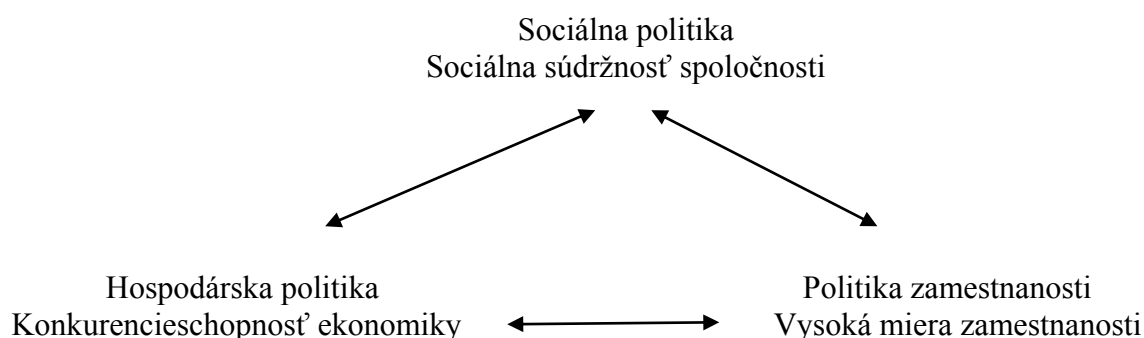 Sociálna politika
Sociálna súdržnosť spoločnosti
Hospodárska politika
Konkurencieschopnosť ekonomiky
Politika zamestnanosti
Vysoká miera zamestnanosti